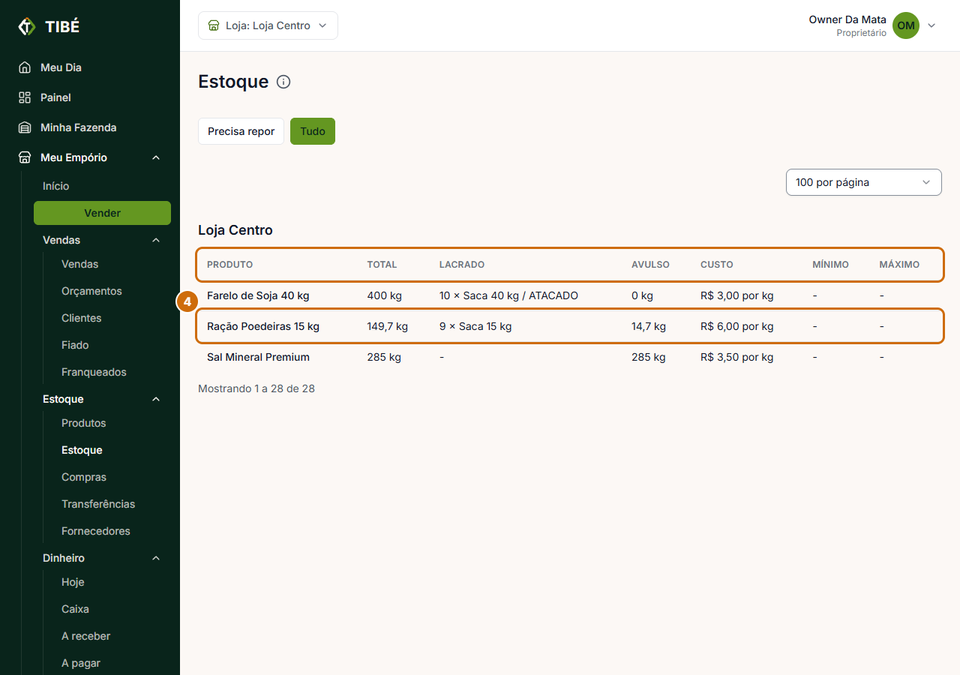 TIBÉ
Loja: Loja Centro
Owner Da Mata
Proprietário
OM
Meu Dia
Painel
Minha Fazenda
Meu Empório
Início
Vender
Vendas
Vendas
Orçamentos
Clientes
Fiado
Franqueados
Estoque
Produtos
Estoque
Compras
Transferências
Fornecedores
Dinheiro
Hoje
Caixa
A receber
A pagar
Estoque
Precisa repor Tudo
100 por página
Loja Centro
PRODUTO TOTAL LACRADO AVULSO CUSTO MÍNIMO MÁXIMO
Farelo de Soja 40 kg 400 kg 10 × Saca 40 kg / ATACADO 0 kg R$ 3,00 por kg - -
4
Ração Poedeiras 15 kg 149,7 kg 9 × Saca 15 kg 14,7 kg R$ 6,00 por kg - -
Sal Mineral Premium 285 kg - 285 kg R$ 3,50 por kg - -
Mostrando 1 a 28 de 28